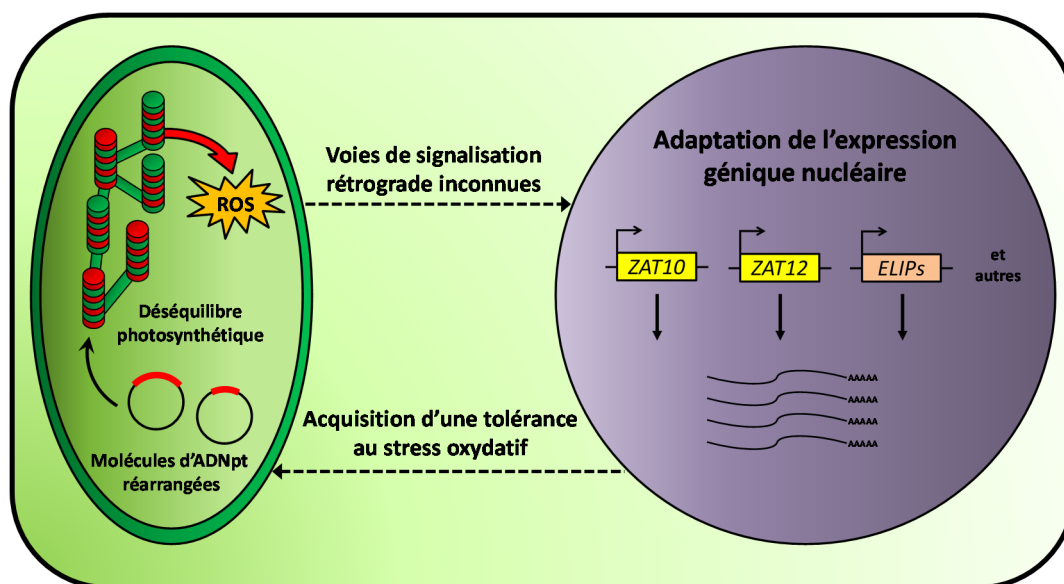 Adaptation de l'expression
génique nucléaire
Voies de signalisation
rétrograde inconnues
ROS
ZAT10
ZAT12
ELIPs
et
autres
Déséquilibre
photosynthétique
AAAAA
AAAAA
AAAAA
AAAAA
Acquisition d'une tolérance
au stress oxydatif
Molécules d'ADNpt
réarrangées